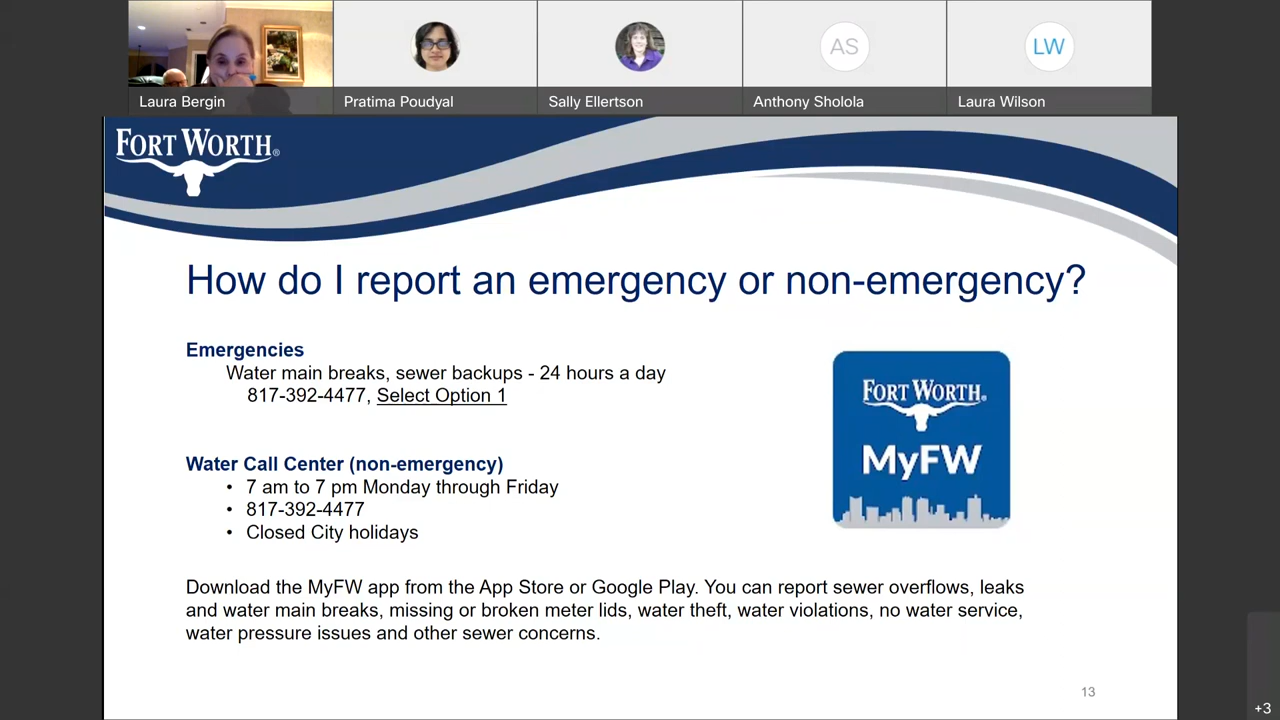 AS
LW
Laura Bergin
Pratima Poudyal
Sally Ellertson
Anthony Sholola
Laura Wilson
FORT WORTH®
How do I report an emergency or non-emergency?
Emergencies
Water main breaks, sewer backups - 24 hours a day
817-392-4477, Select Option 1
FORT WORTH®
MyFW
Water Call Center (non-emergency)
• 7 am to 7 pm Monday through Friday
• 817-392-4477
• Closed City holidays
Download the MyFW app from the App Store or Google Play. You can report sewer overflows, leaks
and water main breaks, missing or broken meter lids, water theft, water violations, no water service,
water pressure issues and other sewer concerns.
13
+3